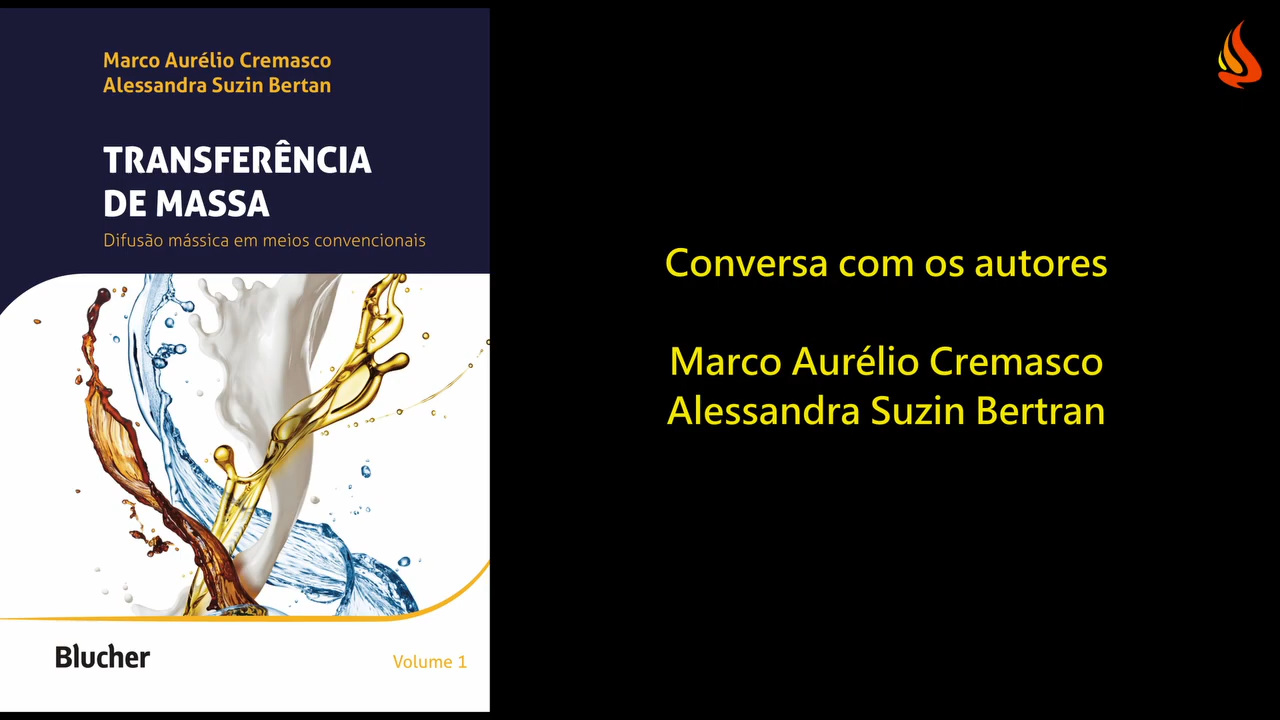 Marco Aurélio Cremasco
Alessandra Suzin Bertan
TRANSFERÊNCIA
DE MASSA
Difusão mássica em meios convencionais
Blucher
Volume 1
Conversa com os autores
Marco Aurélio Cremasco
Alessandra Suzin Bertran